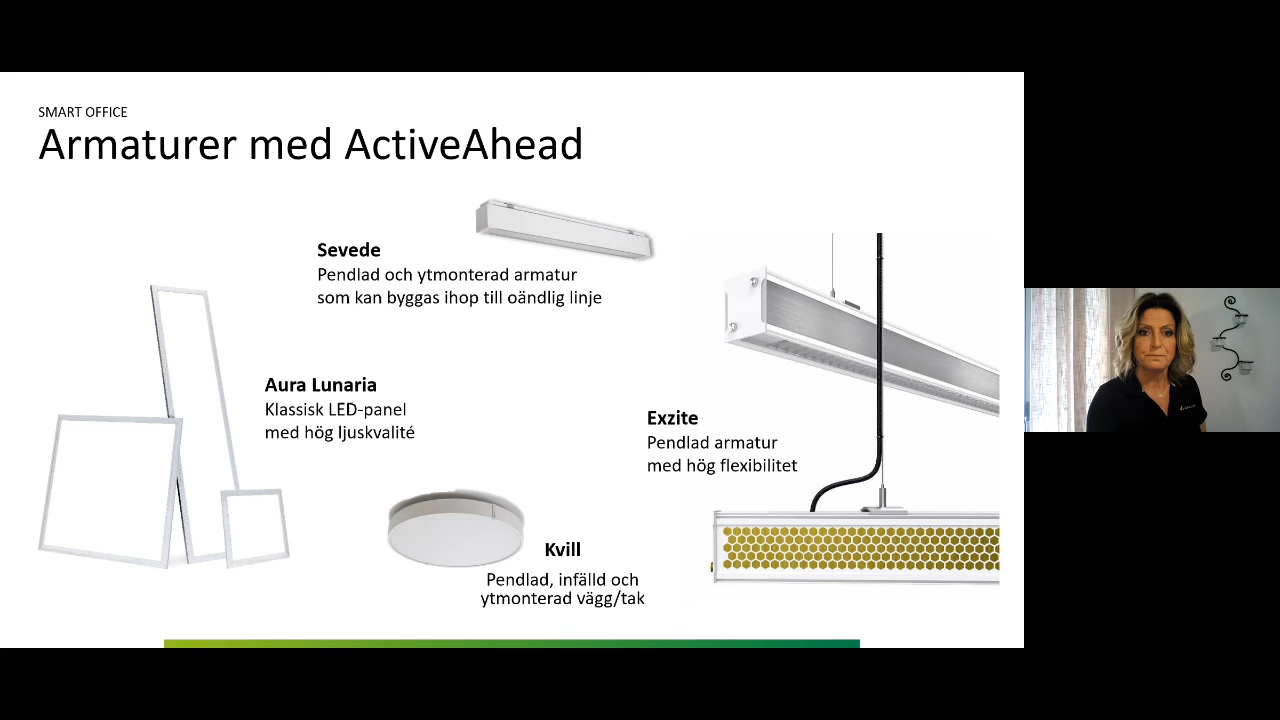 SMART OFFICE
Armaturer med ActiveAhead
Sevede
Pendlad och ytmonterad armatur
som kan byggas ihop till oändlig linje
Aura Lunaria
Klassisk LED-panel
med hög ljuskvalité
Exzite
Pendlad armatur
med hög flexibilitet
Kvill
Pendlad, infälld och
ytmonterad vägg/tak